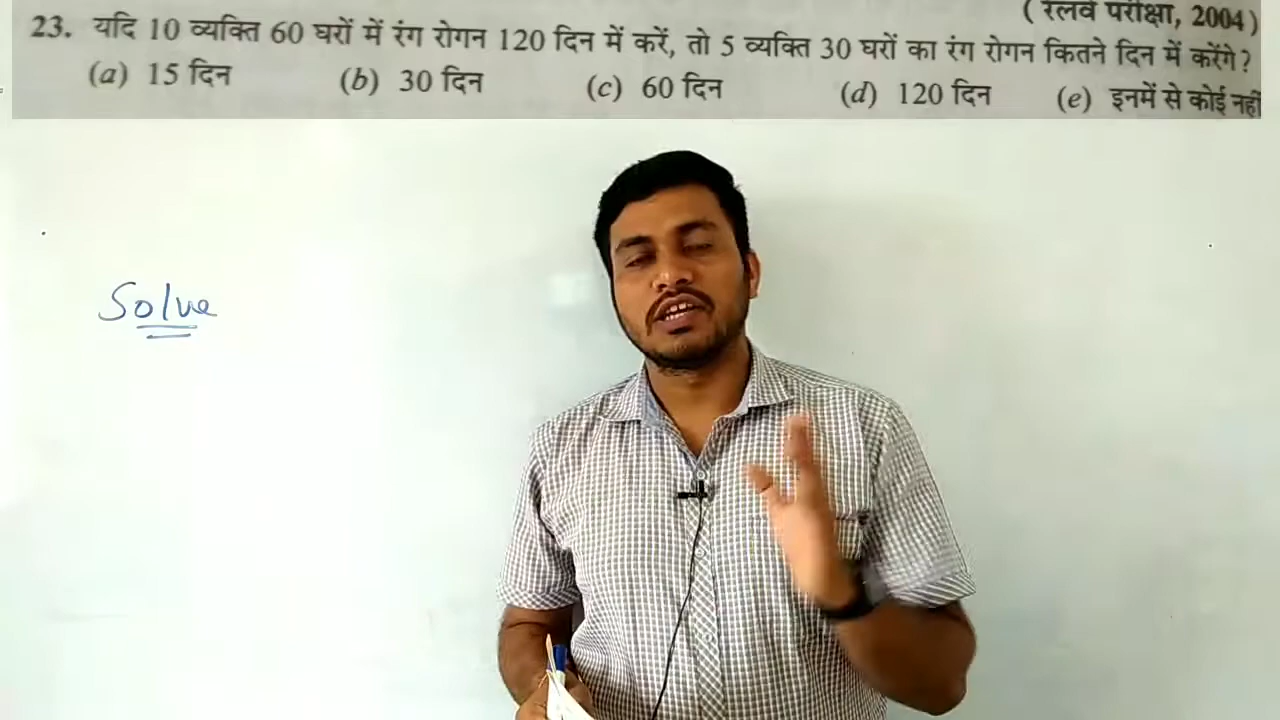 ( रेलवे परीक्षा, 2004 )
23. यदि 10 व्यक्ति 60 घरों में रंग रोगन 120 दिन में करें, तो 5 व्यक्ति 30 घरों का रंग रोगन कितने दिन में करेंगे ?
(a) 15 दिन (b) 30 दिन (c) 60 दिन (d) 120 दिन (e) इनमें से कोई नहीं
Solve